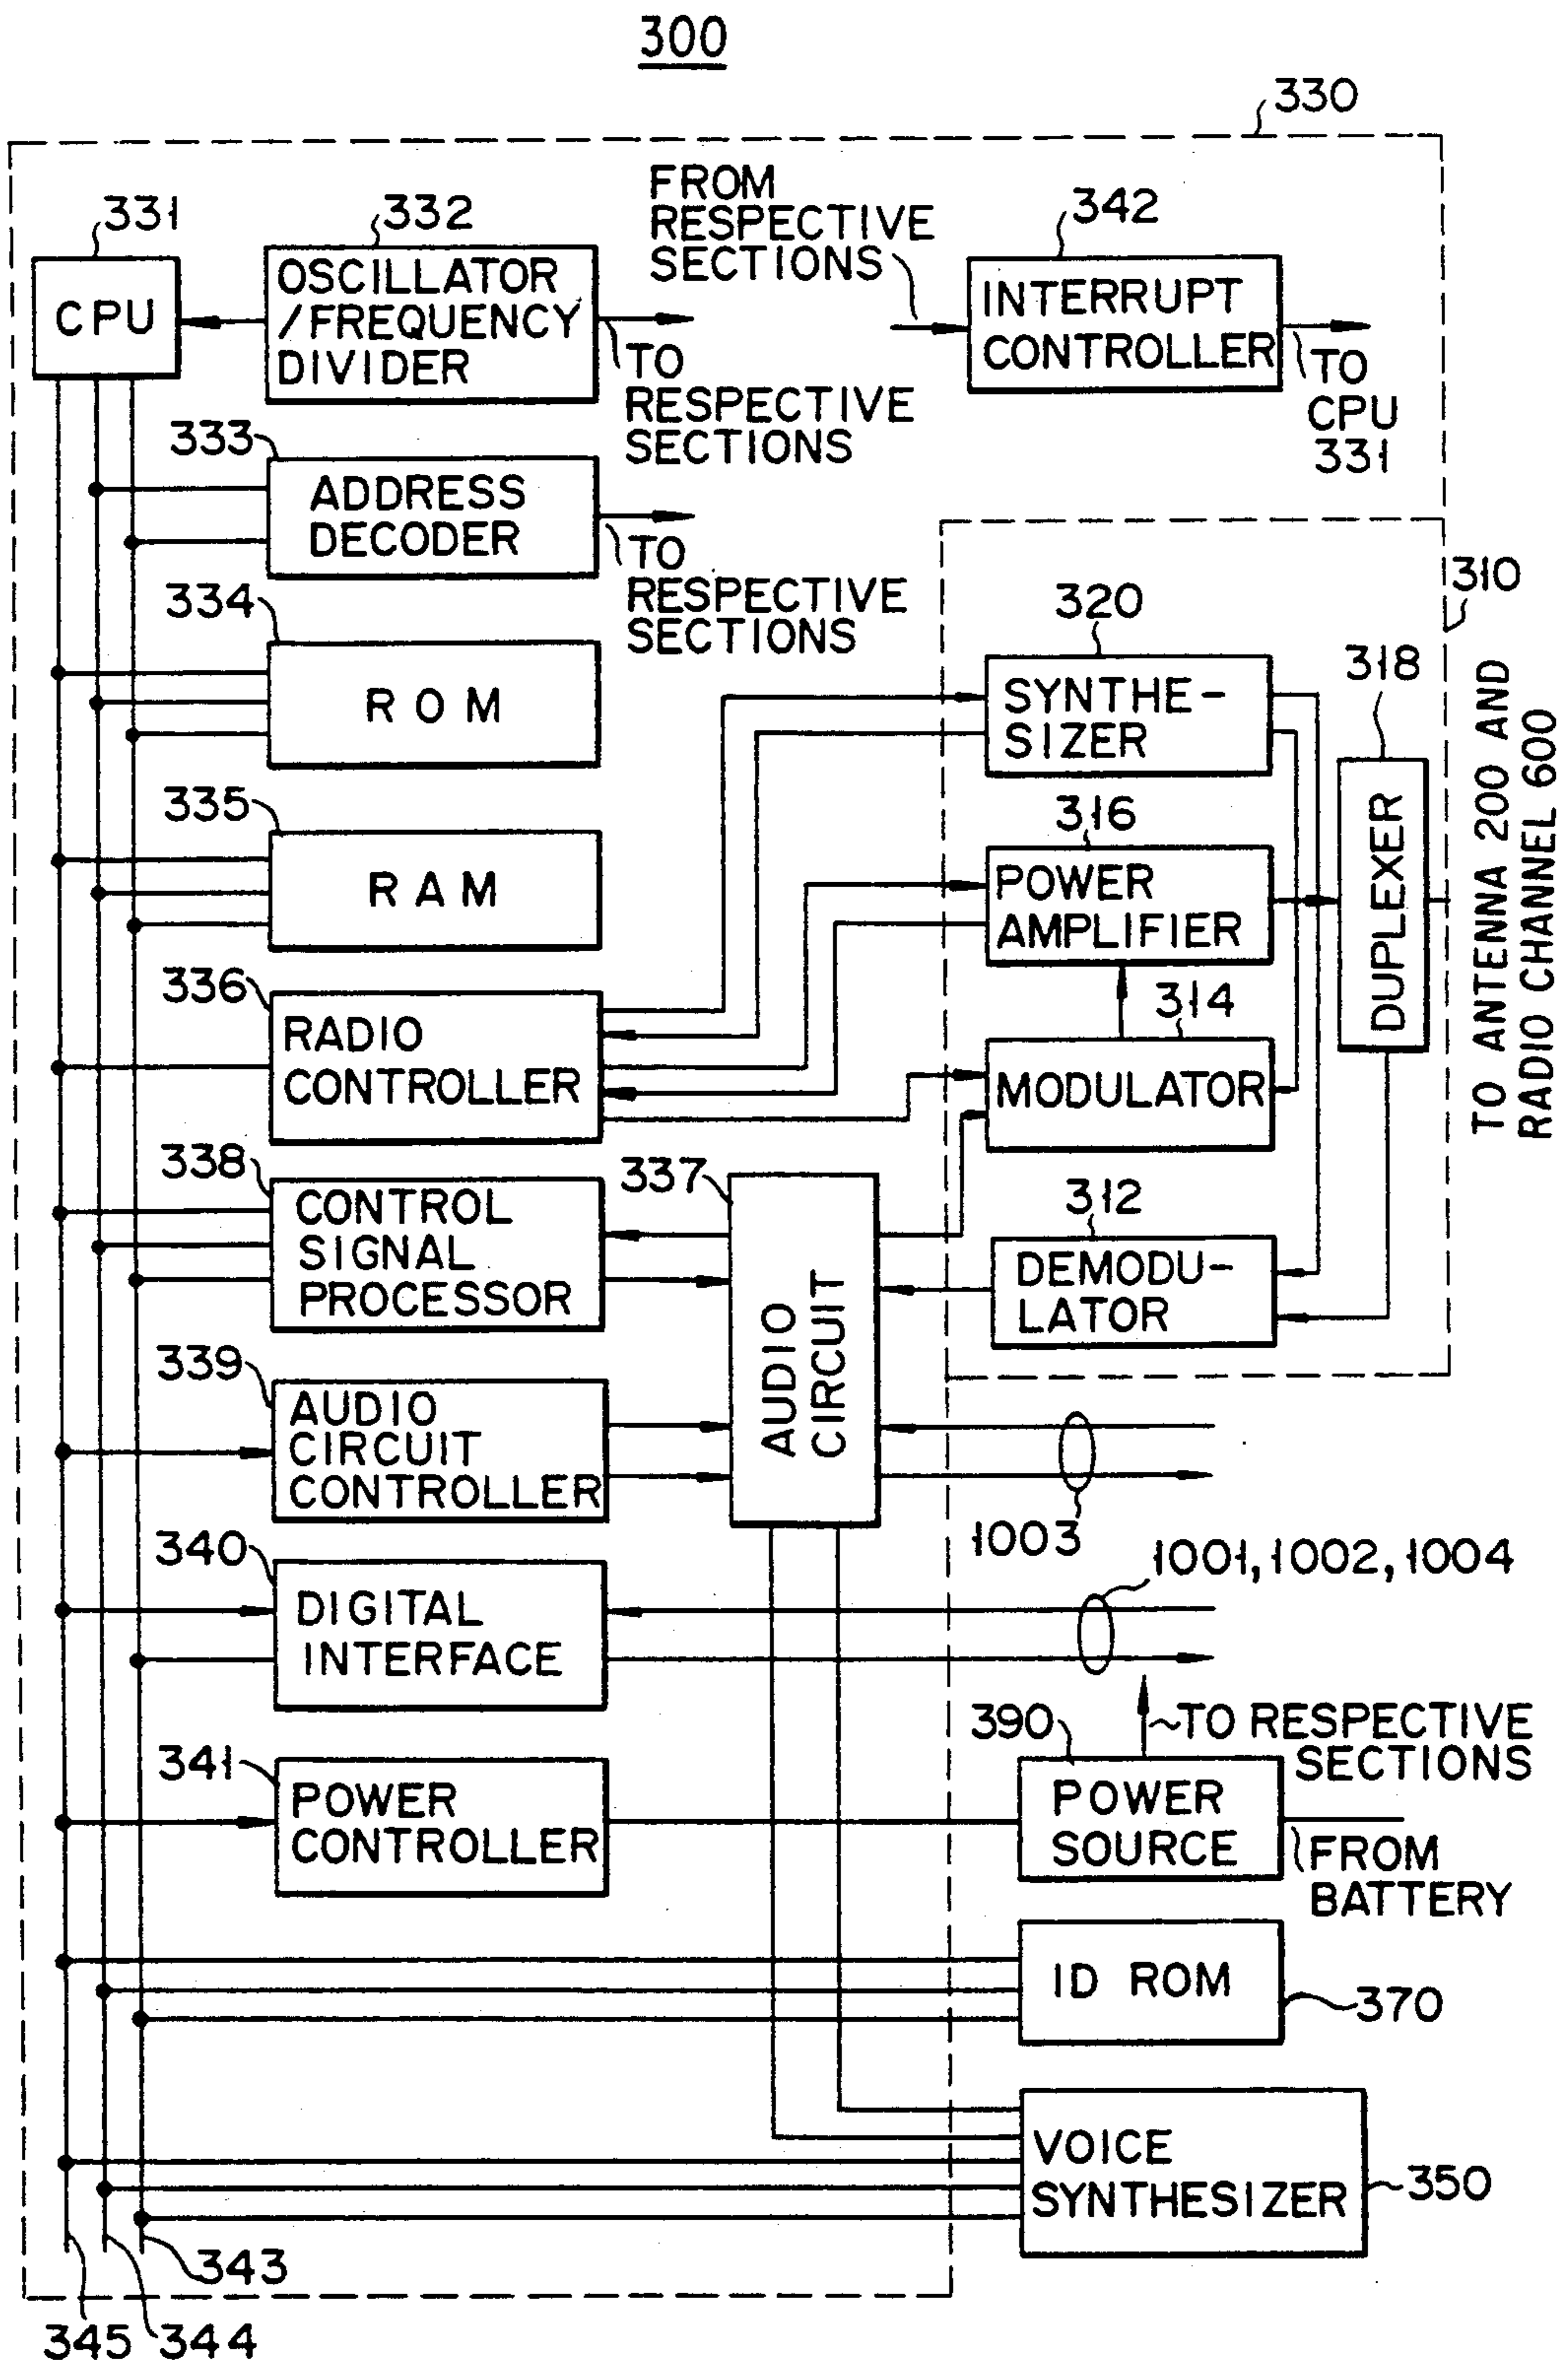 300
330
331
CPU
332
OSCILLATOR
/FREQUENCY
DIVIDER
TO
RESPECTIVE
SECTIONS
FROM
RESPECTIVE
SECTIONS
342
INTERRUPT
CONTROLLER
TO
CPU
331
333
ADDRESS
DECODER
TO
RESPECTIVE
SECTIONS
334
ROM
335
RAM
336
RADIO
CONTROLLER
310
320
SYNTHE-
SIZER
316
POWER
AMPLIFIER
314
MODULATOR
312
DEMODU-
LATOR
318
DUPLEXER
TO ANTENNA 200 AND
RADIO CHANNEL 600
338
CONTROL
SIGNAL
PROCESSOR
337
AUDIO
CIRCUIT
339
AUDIO
CIRCUIT
CONTROLLER
1003
340
DIGITAL
INTERFACE
1001, 1002, 1004
341
POWER
CONTROLLER
390
POWER
SOURCE
TO RESPECTIVE
SECTIONS
FROM
BATTERY
ID ROM
370
VOICE
SYNTHESIZER
350
343
345
344